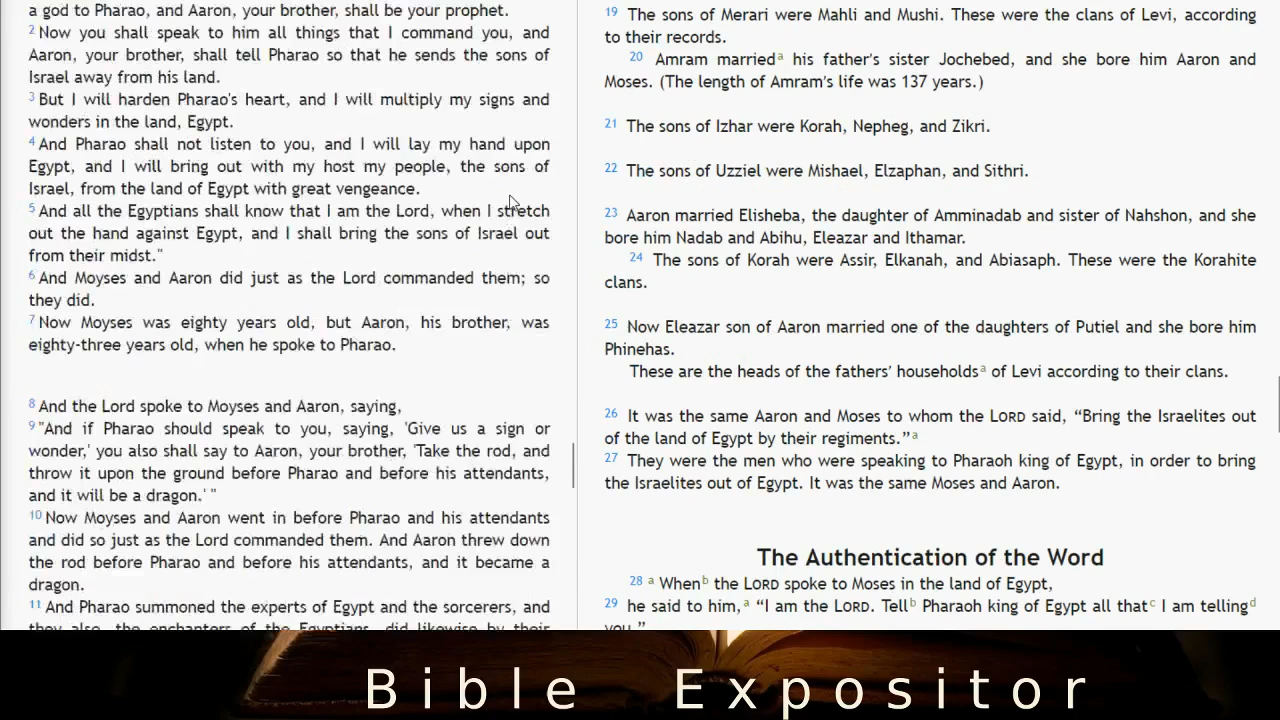 a god to Pharao, and Aaron, your brother, shall be your prophet.
2 Now you shall speak to him all things that I command you, and
Aaron, your brother, shall tell Pharao so that he sends the sons of
Israel away from his land.
3 But I will harden Pharao's heart, and I will multiply my signs and
wonders in the land, Egypt.
4 And Pharao shall not listen to you, and I will lay my hand upon
Egypt, and I will bring out with my host my people, the sons of
Israel, from the land of Egypt with great vengeance.
5 And all the Egyptians shall know that I am the Lord, when I stretch
out the hand against Egypt, and I shall bring the sons of Israel out
from their midst."
6 And Moyses and Aaron did just as the Lord commanded them; so
they did.
7 Now Moyses was eighty years old, but Aaron, his brother, was
eighty-three years old, when he spoke to Pharao.
8 And the Lord spoke to Moyses and Aaron, saying,
9 "And if Pharao should speak to you, saying, 'Give us a sign or
wonder,' you also shall say to Aaron, your brother, 'Take the rod, and
throw it upon the ground before Pharao and before his attendants,
and it will be a dragon.' "
10 Now Moyses and Aaron went in before Pharao and his attendants
and did so just as the Lord commanded them. And Aaron threw down
the rod before Pharao and before his attendants, and it became a
dragon.
11 And Pharao summoned the experts of Egypt and the sorcerers, and
they also, the enchanters of the Egyptians, did likewise by their
19 The sons of Merari were Mahli and Mushi. These were the clans of Levi, according
to their records.
20 Amram married a his father's sister Jochebed, and she bore him Aaron and
Moses. (The length of Amram's life was 137 years.)
21 The sons of Izhar were Korah, Nepheg, and Zikri.
22 The sons of Uzziel were Mishael, Elzaphan, and Sithri.
23 Aaron married Elisheba, the daughter of Amminadab and sister of Nahshon, and she
bore him Nadab and Abihu, Eleazar and Ithamar.
24 The sons of Korah were Assir, Elkanah, and Abiasaph. These were the Korahite
clans.
25 Now Eleazar son of Aaron married one of the daughters of Putiel and she bore him
Phinehas.
These are the heads of the fathers' households a of Levi according to their clans.
26 It was the same Aaron and Moses to whom the LORD said, “Bring the Israelites out
of the land of Egypt by their regiments.” a
27 They were the men who were speaking to Pharaoh king of Egypt, in order to bring
the Israelites out of Egypt. It was the same Moses and Aaron.
The Authentication of the Word
28 a When b the LORD spoke to Moses in the land of Egypt,
29 he said to him, a “I am the LORD. Tell b Pharaoh king of Egypt all that c I am telling d
you.”
Bible Expositor